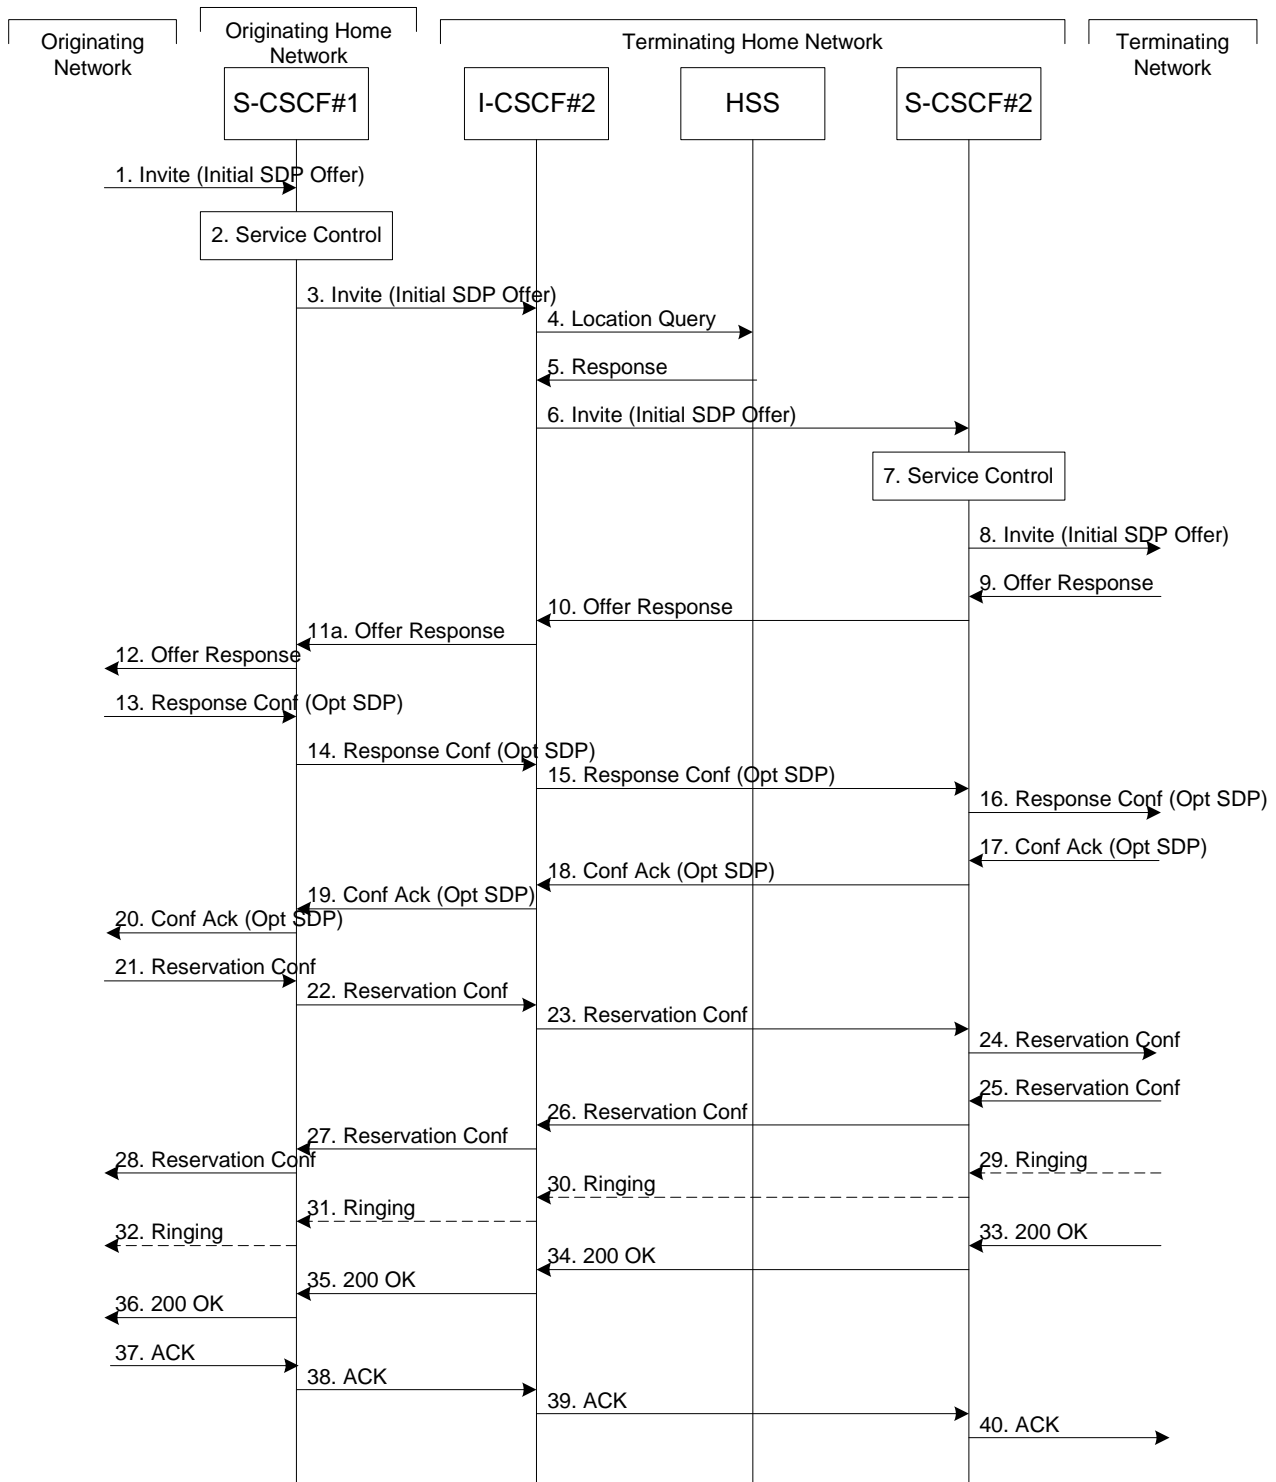 Originating
Network
Originating Home
Network
Terminating Home Network
Terminating
Network
S-CSCF#1
I-CSCF#2
HSS
S-CSCF#2
1. Invite (Initial SDP Offer)
2. Service Control
3. Invite (Initial SDP Offer)
4. Location Query
5. Response
6. Invite (Initial SDP Offer)
7. Service Control
8. Invite (Initial SDP Offer)
9. Offer Response
10. Offer Response
11a. Offer Response
12. Offer Response
13. Response Conf (Opt SDP)
14. Response Conf (Opt SDP)
15. Response Conf (Opt SDP)
16. Response Conf (Opt SDP)
17. Conf Ack (Opt SDP)
18. Conf Ack (Opt SDP)
19. Conf Ack (Opt SDP)
20. Conf Ack (Opt SDP)
21. Reservation Conf
22. Reservation Conf
23. Reservation Conf
24. Reservation Conf
25. Reservation Conf
26. Reservation Conf
27. Reservation Conf
28. Reservation Conf
29. Ringing
30. Ringing
31. Ringing
32. Ringing
33. 200 OK
34. 200 OK
35. 200 OK
36. 200 OK
37. ACK
38. ACK
39. ACK
40. ACK